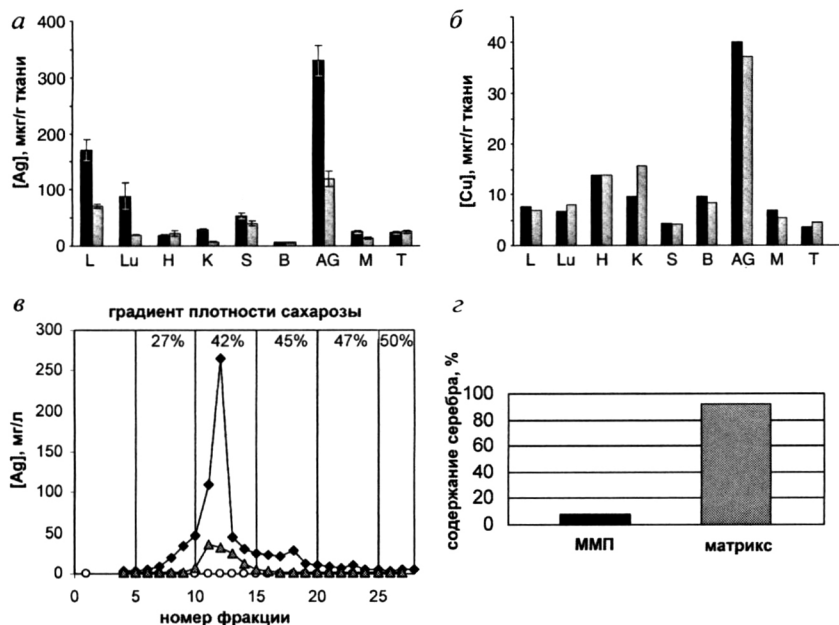 а
[Ag], мкг/г ткани
400
300
200
100
50
0
L Lu H K S B AG M T
б
[Cu], мкг/г ткани
40
30
20
10
0
L Lu H K S B AG M T
в
градиент плотности сахарозы
27% 42% 45% 47% 50%
[Ag], мг/л
300
250
200
150
100
50
0
0 5 10 15 20 25
номер фракции
г
содержание серебра, %
100
80
60
40
20
0
ММП матрикс